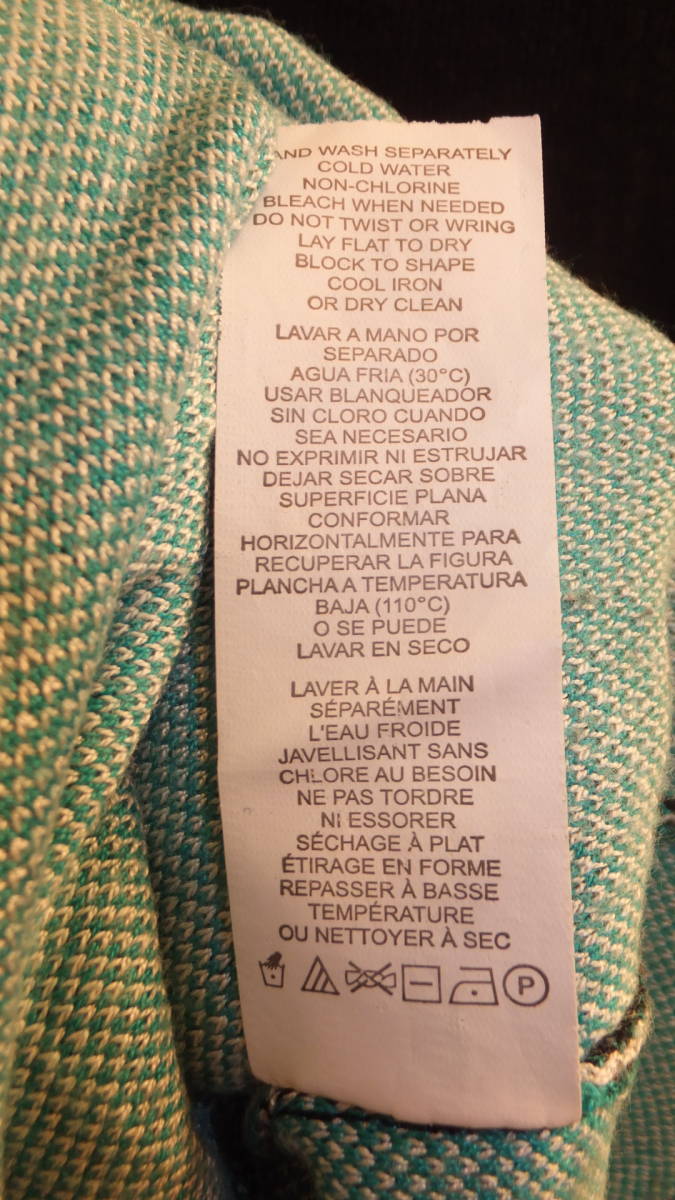 AND WASH SEPARATELY
COLD WATER
NON-CHLORINE
BLEACH WHEN NEEDED
DO NOT TWIST OR WRING
LAY FLAT TO DRY
BLOCK TO SHAPE
COOL IRON
OR DRY CLEAN
LAVAR A MANO POR
SEPARADO
AGUA FRIA (30°C)
USAR BLANQUEADOR
SIN CLORO CUANDO
SEA NECESARIO
NO EXPRIMIR NI ESTRUJAR
DEJAR SECAR SOBRE
SUPERFICIE PLANA
CONFORMAR
HORIZONTALMENTE PARA
RECUPERAR LA FIGURA
PLANCHA A TEMPERATURA
BAJA (110°C)
O SE PUEDE
LAVAR EN SECO
LAVER À LA MAIN
SÉPARÉMENT
L'EAU FROIDE
JAVELLISANT SANS
CHLORE AU BESOIN
NE PAS TORDRE
NI ESSORER
SÉCHAGE À PLAT
ÉTIRAGE EN FORME
REPASSER À BASSE
TEMPÉRATURE
OU NETTOYER À SEC
P